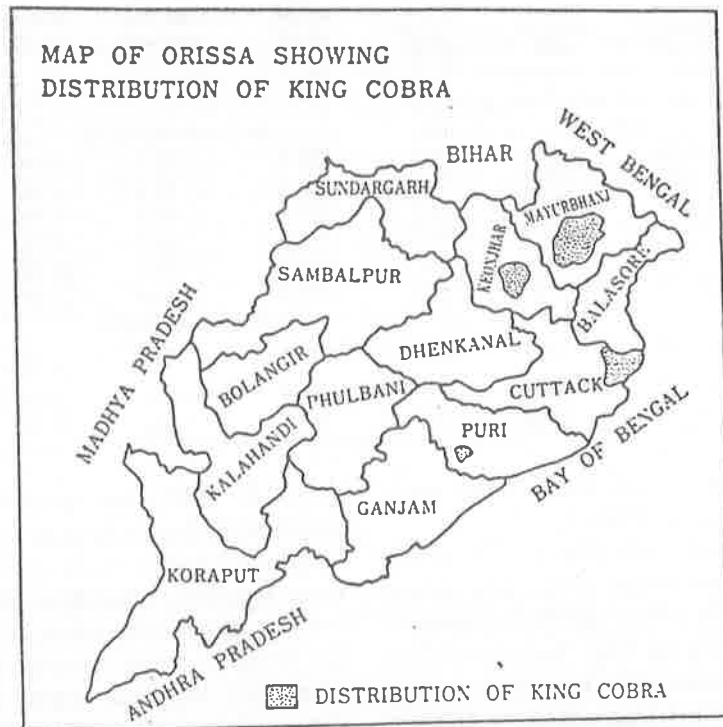 MAP OF ORISSA SHOWING
DISTRIBUTION OF KING COBRA
BIHAR
WEST BENGAL
SUNDARGARH
MAYURBHANJ
KEONJHAR
SAMBALPUR
BALASORE
MADHYA PRADESH
DHENKANAL
BOLANGIR
PHULBANI
CUTTACK
PURI
BAY OF BENGAL
KALAHANDI
GANJAM
KORAPUT
ANDHRA PRADESH
DISTRIBUTION OF KING COBRA